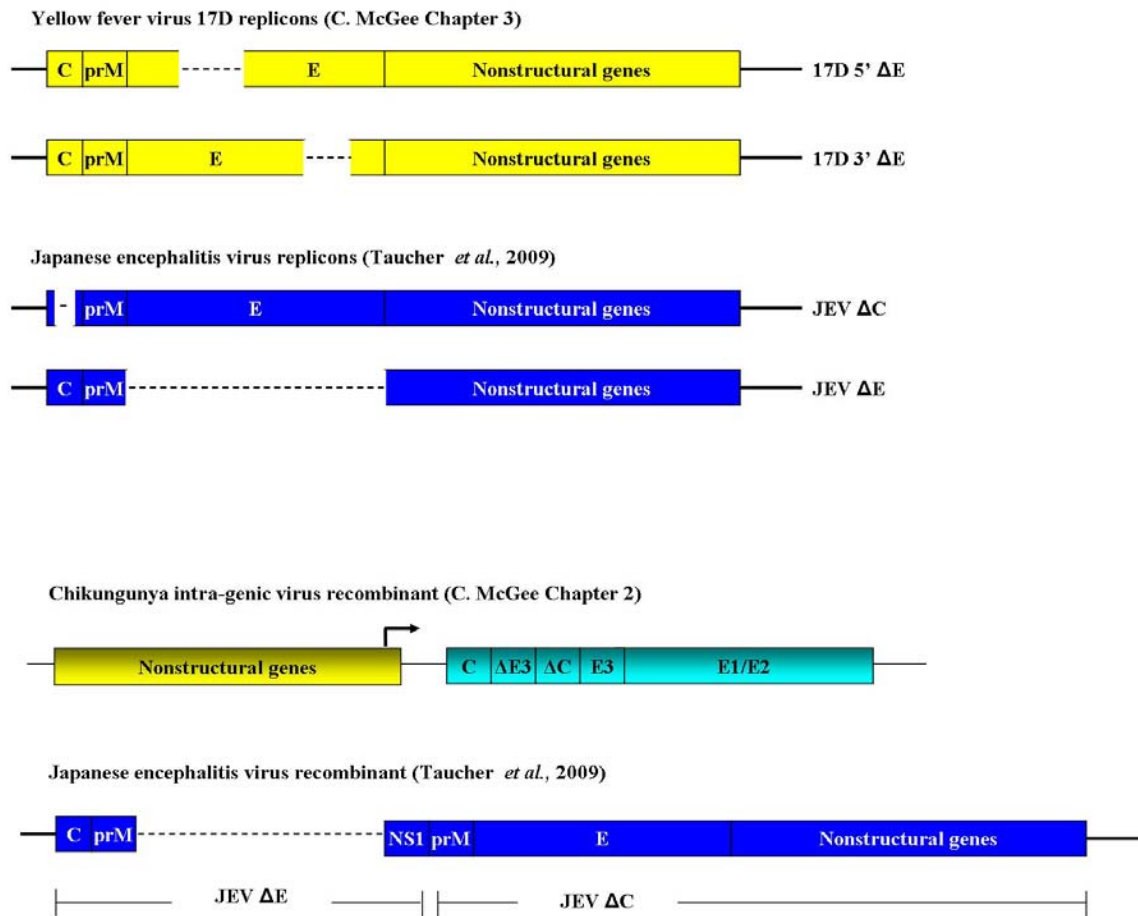 Yellow fever virus 17D replicons (C. McGee Chapter 3)
C prM E Nonstructural genes 17D 5’ ΔE
C prM E Nonstructural genes 17D 3’ ΔE
Japanese encephalitis virus replicons (Taucher et al., 2009)
prM E Nonstructural genes JEV ΔC
C prM Nonstructural genes JEV ΔE
Chikungunya intra-genic virus recombinant (C. McGee Chapter 2)
Nonstructural genes C ΔE3 ΔC E3 E1/E2
Japanese encephalitis virus recombinant (Taucher et al., 2009)
C prM NS1 prM E Nonstructural genes
JEV ΔE JEV ΔC